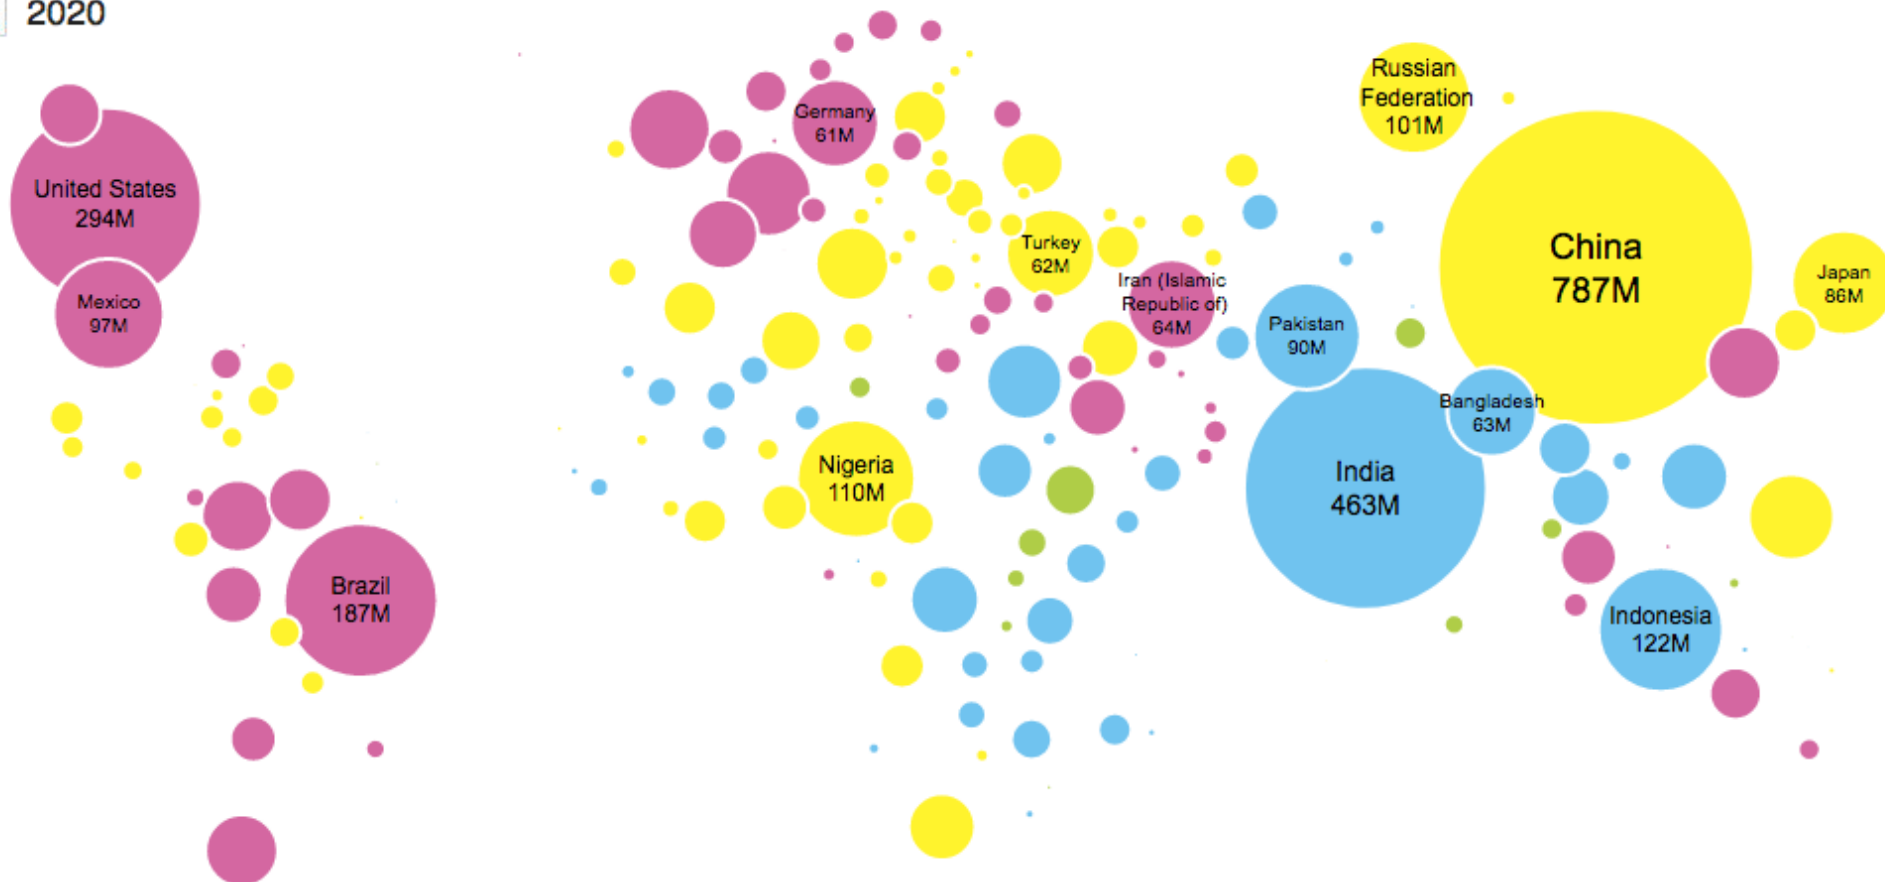 2020
Russian
Federation
101M
Germany
61M
United States
294M
China
787M
Turkey
62M
Japan
86M
Iran (Islamic
Republic of)
64M
Mexico
97M
Pakistan
90M
Bangladesh
63M
Nigeria
110M
India
463M
Brazil
187M
Indonesia
122M